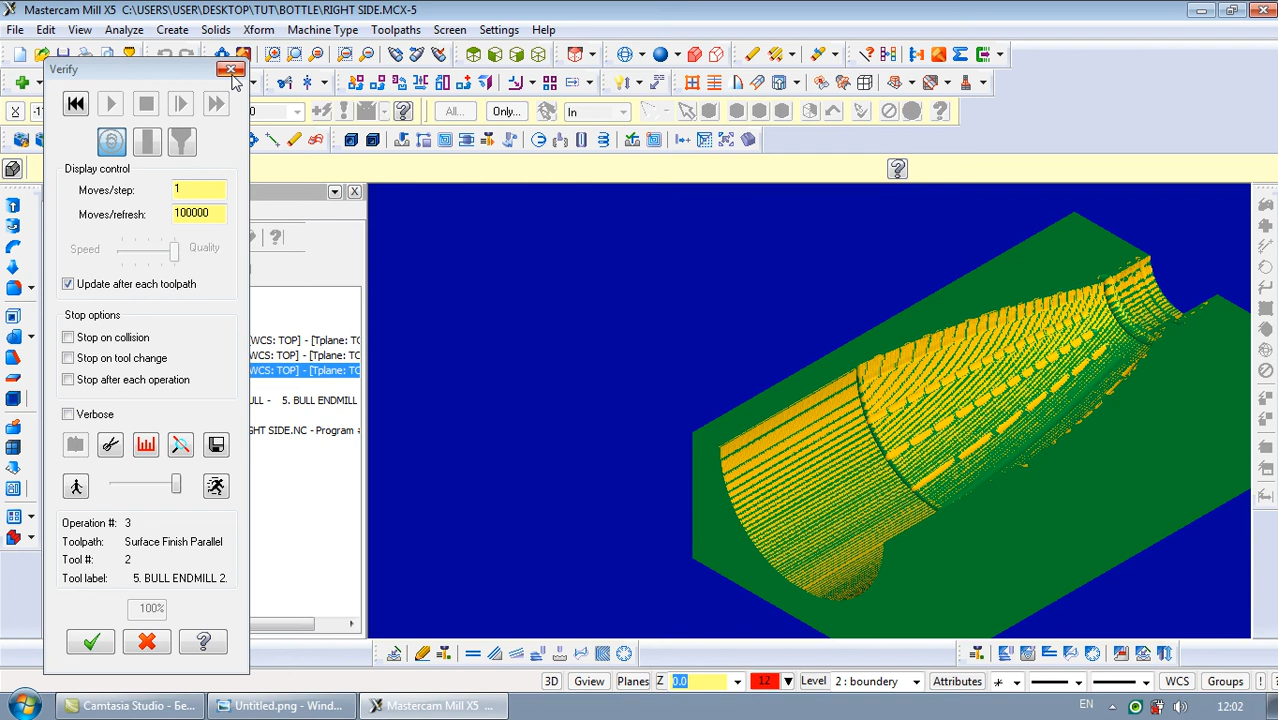 Mastercam Mill X5 C:\USERS\USER\DESKTOP\TUT\BOTTLE\RIGHT SIDE.MCX-5
File Edit View Analyze Create Solids Xform Machine Type Toolpaths Screen Settings Help
Verify
All... Only... In
Display control
Moves/step: 1
Moves/refresh: 100000
Speed Quality
Update after each toolpath
Stop options
Stop on collision
Stop on tool change
Stop after each operation
Verbose
[WCS: TOP] - [Tplane: TO
[WCS: TOP] - [Tplane: TO
[WCS: TOP] - [Tplane: TO
ULL - 5. BULL ENDMILL
GHT SIDE.NC - Program #
Operation #: 3
Toolpath: Surface Finish Parallel
Tool #: 2
Tool label: 5. BULL ENDMILL 2.
100%
3D Gview Planes Z 0.0 12 Level 2 : boundary Attributes WCS Groups
Camtasia Studio - Бе... Untitled.png - Windows... Mastercam Mill X5 ... EN 12:02